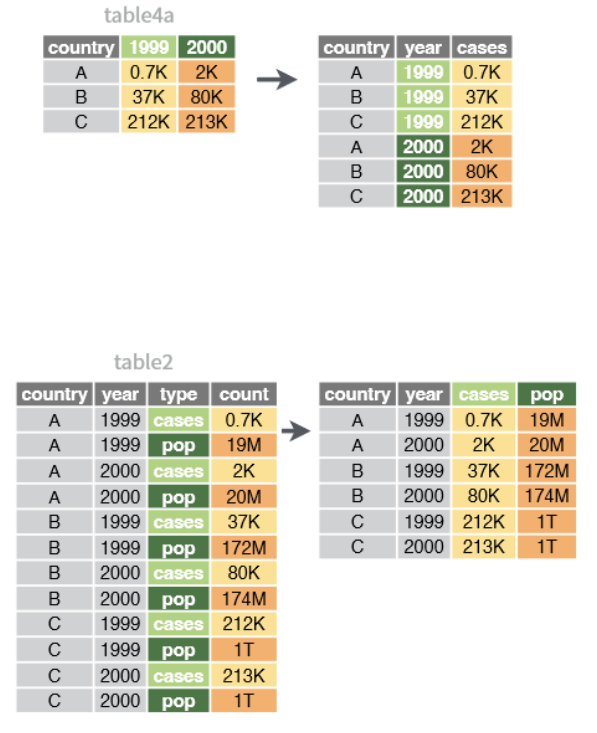 table4a
country 1999 2000
A 0.7K 2K
B 37K 80K
C 212K 213K
country year cases
A 1999 0.7K
B 1999 37K
C 1999 212K
A 2000 2K
B 2000 80K
C 2000 213K
table2
country year type count
A 1999 cases 0.7K
A 1999 pop 19M
A 2000 cases 2K
A 2000 pop 20M
B 1999 cases 37K
B 1999 pop 172M
B 2000 cases 80K
B 2000 pop 174M
C 1999 cases 212K
C 1999 pop 1T
C 2000 cases 213K
C 2000 pop 1T
country year cases pop
A 1999 0.7K 19M
A 2000 2K 20M
B 1999 37K 172M
B 2000 80K 174M
C 1999 212K 1T
C 2000 213K 1T